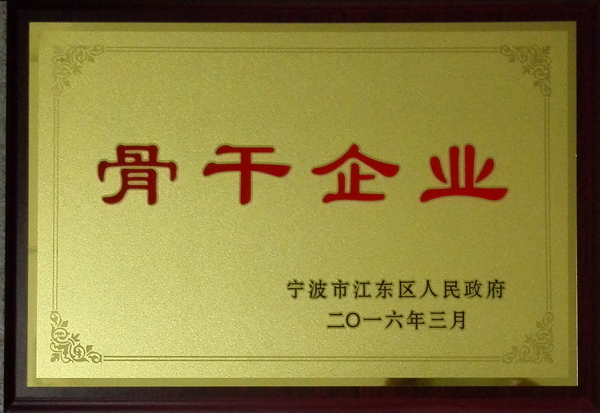 骨干企业
宁波市江东区人民政府
二〇一六年三月